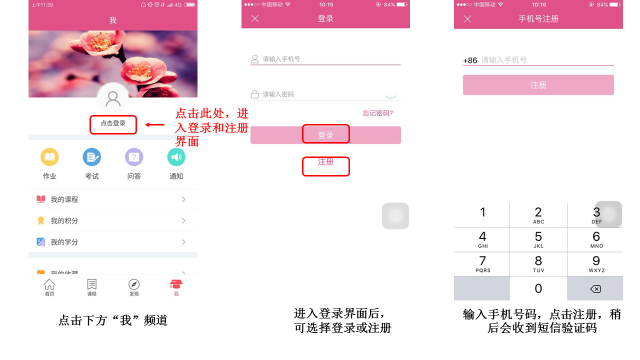 上午11:39
4G
我
点击登录
作业
考试
问答
通知
我的课程
我的积分
我的学分
我的收藏
首页
课程
发现
我
点击此处，进
入登录和注册
界面
点击下方“我”频道
中国移动
10:15
84%
登录
请输入手机号
请输入密码
忘记密码?
登录
注册
进入登录界面后，
可选择登录或注册
中国移动
10:16
84%
手机号注册
+86 请输入手机号
注册
1
2
ABC
3
DEF
4
GHI
5
JKL
6
MNO
7
PQRS
8
TUV
9
WXYZ
0
输入手机号码，点击注册，稍
后会收到短信验证码